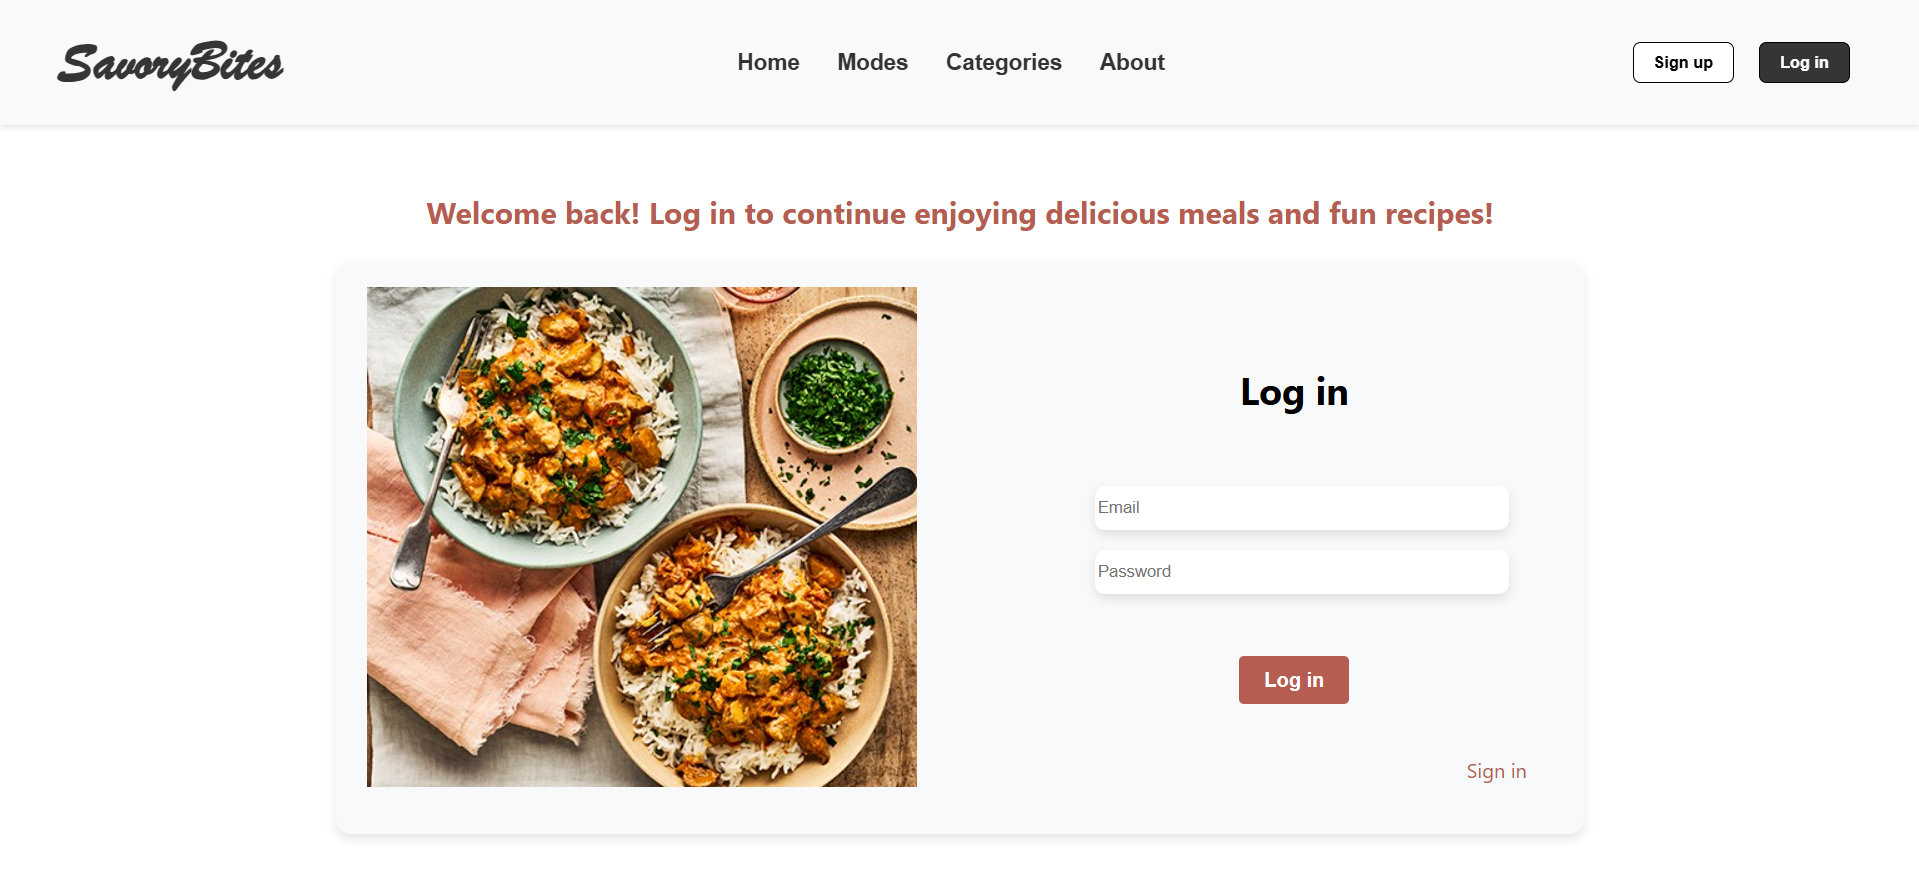 SavoryBites
Home
Modes
Categories
About
Sign up
Log in
Welcome back! Log in to continue enjoying delicious meals and fun recipes!
Log in
Email
Password
Log in
Sign in